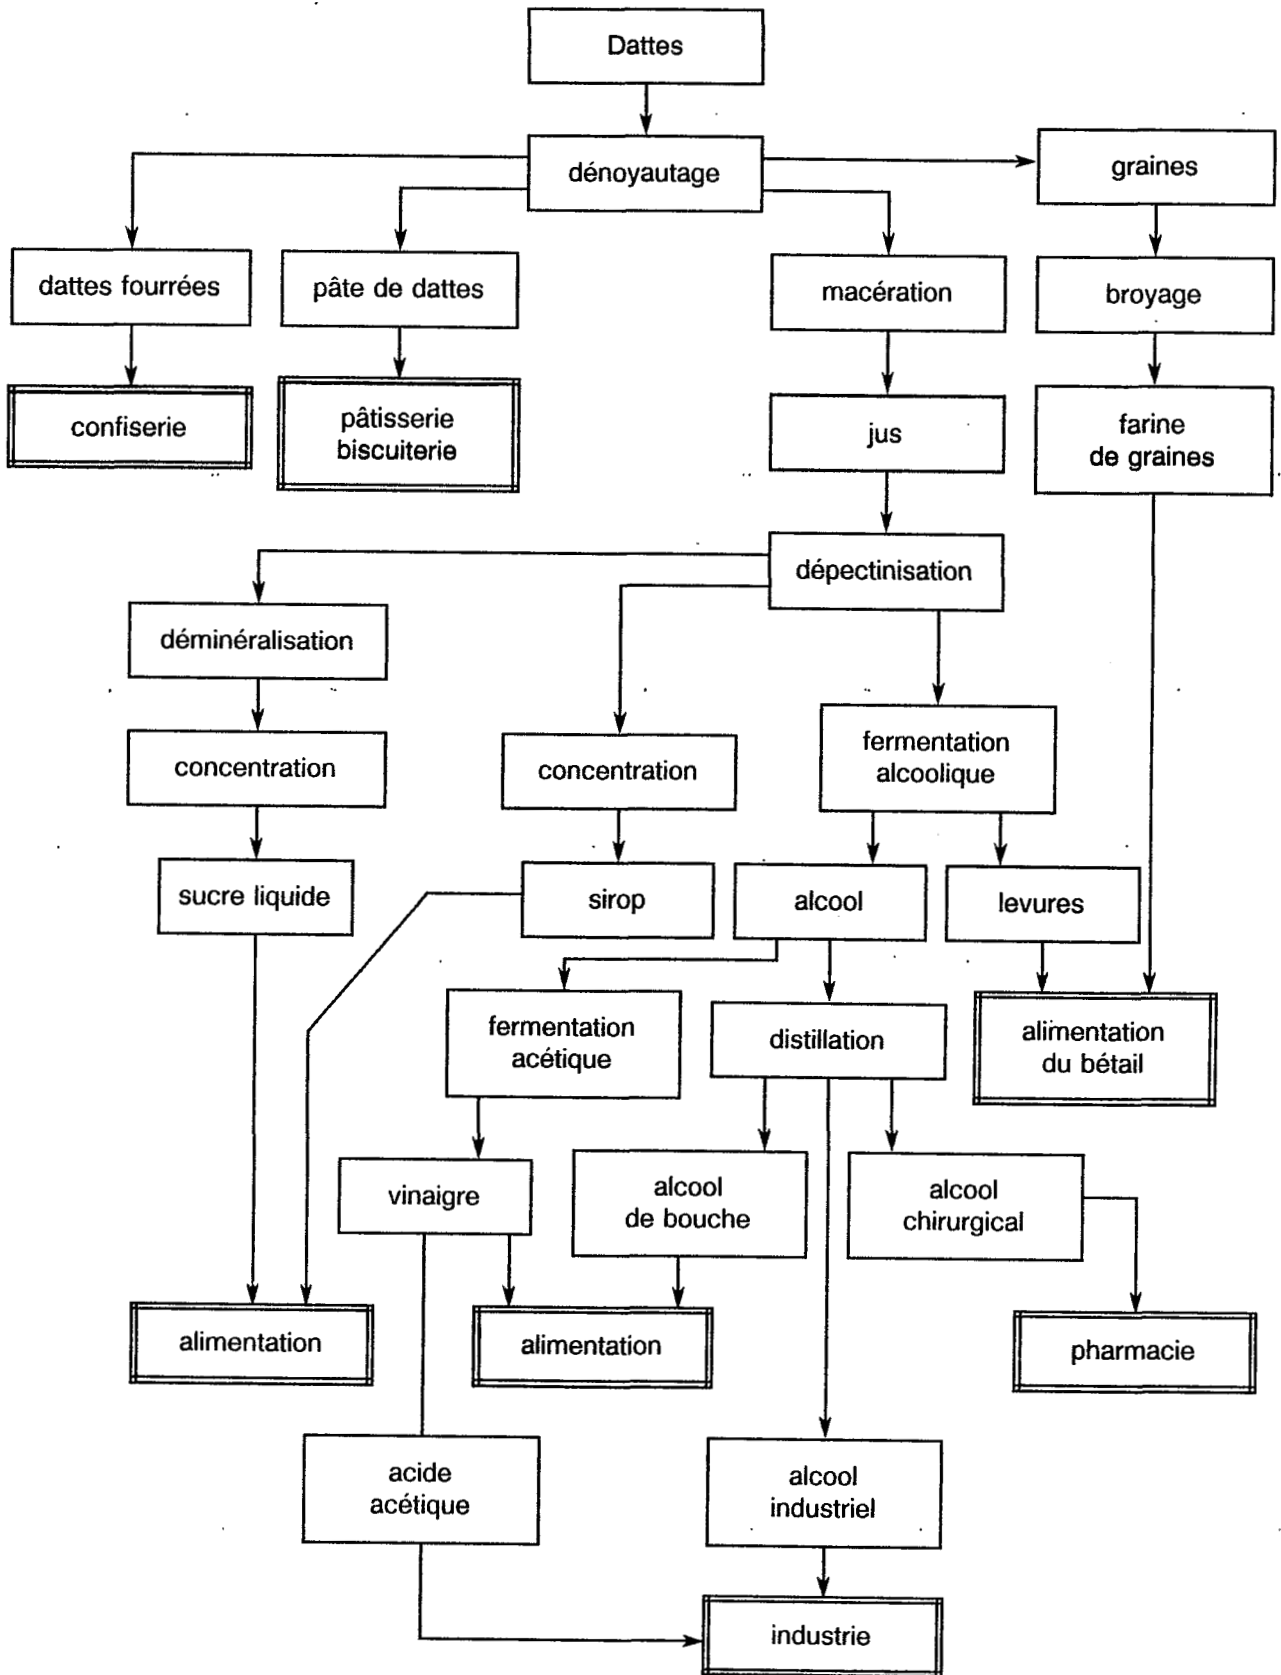 Dattes
dénoyautage
graines
dattes fourrées
pâte de dattes
macération
broyage
confiserie
pâtisserie
biscuiterie
jus
farine
de graines
dépectinisation
déminéralisation
concentration
concentration
fermentation
alcoolique
sucre liquide
sirop
alcool
levures
fermentation
acétique
distillation
alimentation
du bétail
vinaigre
alcool
de bouche
alcool
chirurgical
alimentation
alimentation
pharmacie
acide
acétique
alcool
industriel
industrie